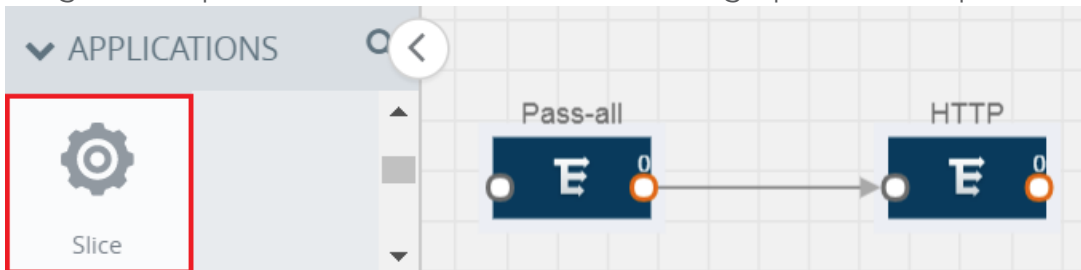 APPLICATIONS
Slice
Pass-all
0
HTTP
0